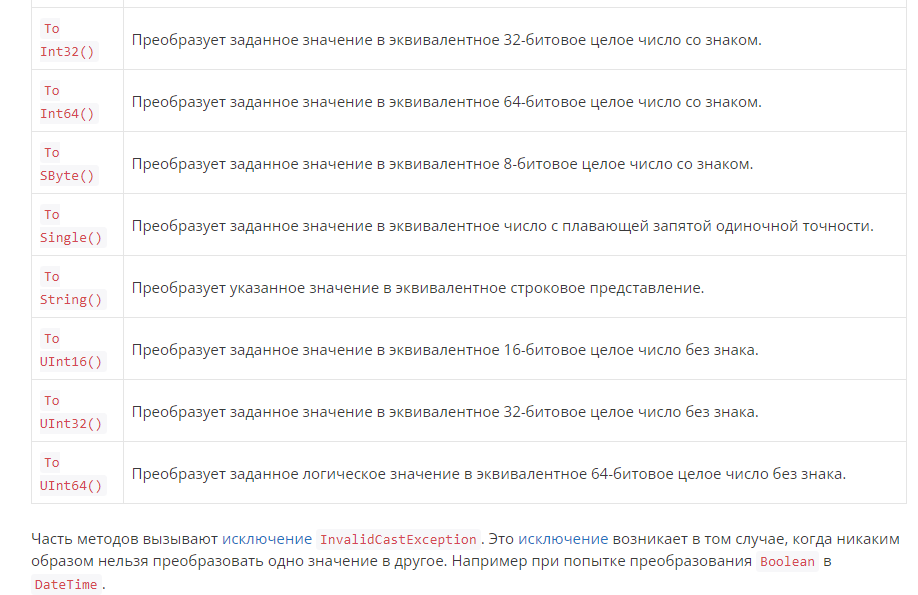 To
Int32()
Преобразует заданное значение в эквивалентное 32-битовое целое число со знаком.
To
Int64()
Преобразует заданное значение в эквивалентное 64-битовое целое число со знаком.
To
SByte()
Преобразует заданное значение в эквивалентное 8-битовое целое число со знаком.
To
Single()
Преобразует заданное значение в эквивалентное число с плавающей запятой одиночной точности.
To
String()
Преобразует указанное значение в эквивалентное строковое представление.
To
UInt16()
Преобразует заданное значение в эквивалентное 16-битовое целое число без знака.
To
UInt32()
Преобразует заданное значение в эквивалентное 32-битовое целое число без знака.
To
UInt64()
Преобразует заданное логическое значение в эквивалентное 64-битовое целое число без знака.
Часть методов вызывают исключение InvalidCastException. Это исключение возникает в том случае, когда никаким
образом нельзя преобразовать одно значение в другое. Например при попытке преобразования Boolean в
DateTime.